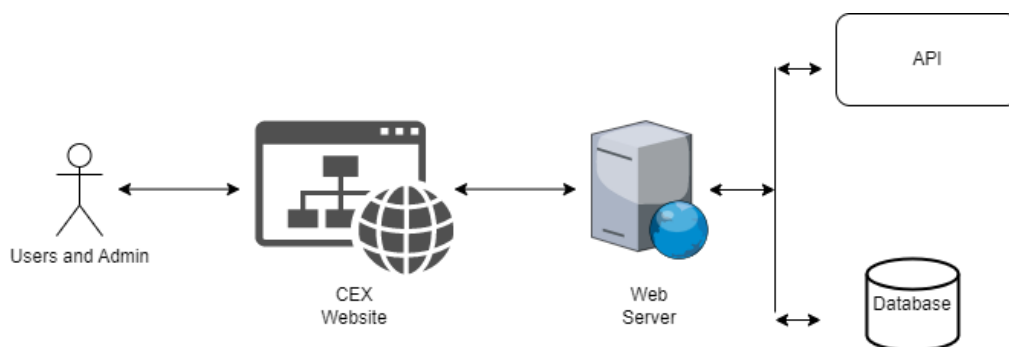 API
Users and Admin
CEX
Website
Web
Server
Database